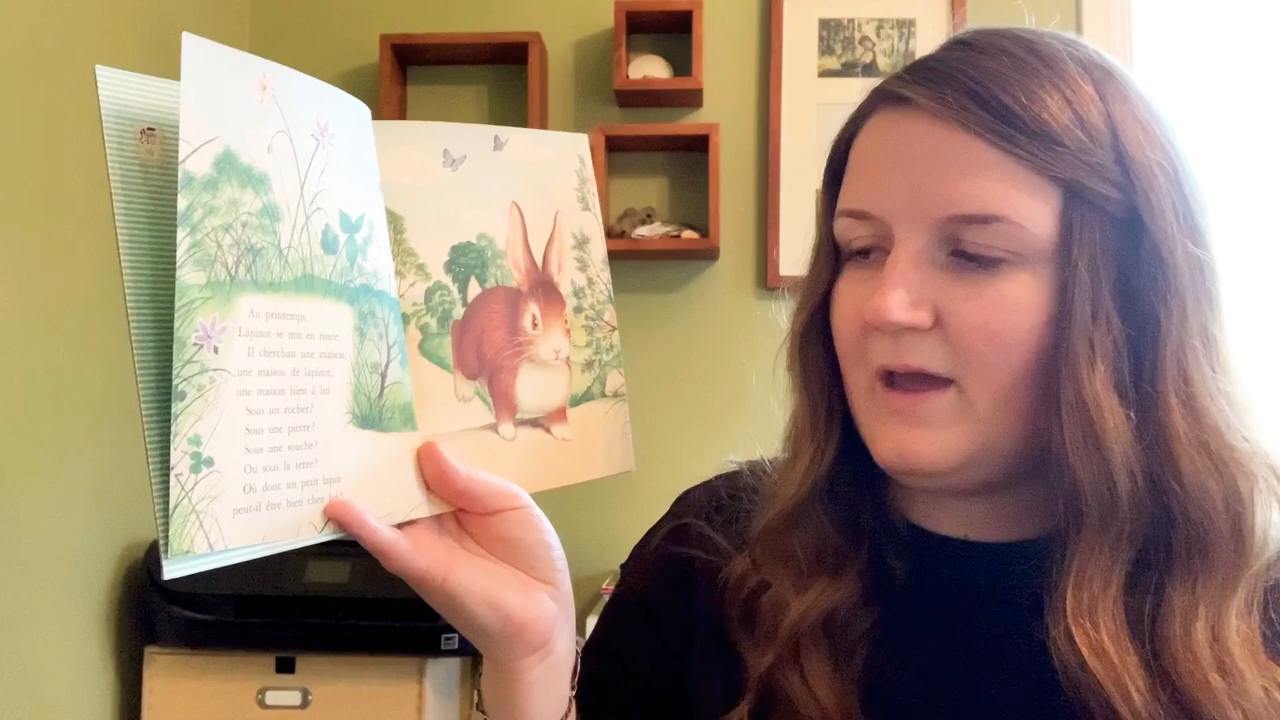 Au printemps,
Lapinot se mit en route.
Il cherchait une maison,
une maison de lapinot,
une maison bien à lui
Sous un rocher?
Sous une pierre?
Sous une souche?
Ou sous la terre?
Où donc un petit lapin
peut-il être bien chez lui?